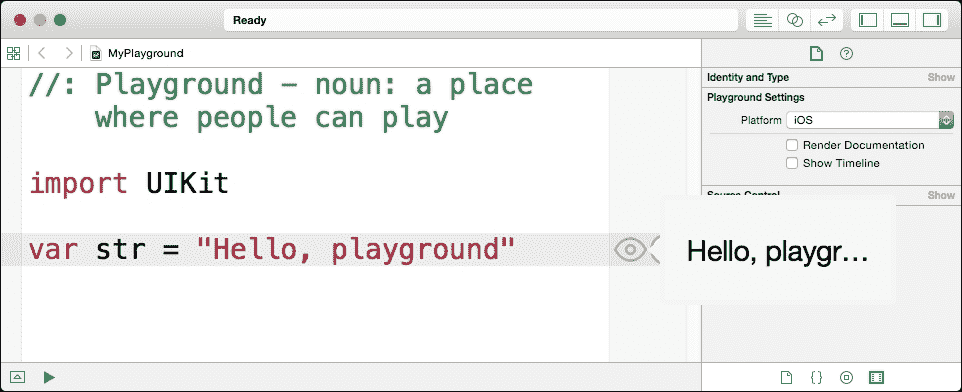 Ready
MyPlayground
//: Playground - noun: a place
where people can play
import UIKit
var str = "Hello, playground"
Identity and Type Show
Playground Settings
Platform iOS
Render Documentation
Show Timeline
Source Control Show
Hello, playgr...